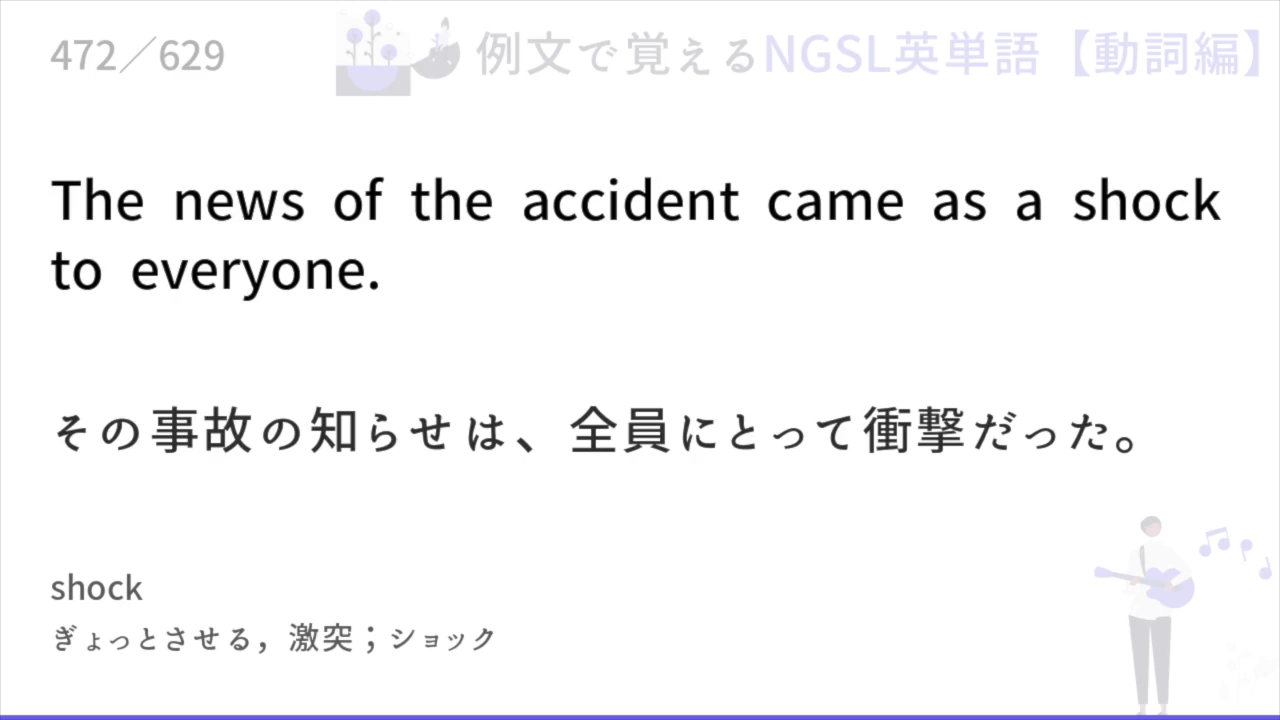 472／629
例文で覚えるNGSL英単語【動詞編】
The news of the accident came as a shock
to everyone.
その事故の知らせは、全員にとって衝撃だった。
shock
ぎょっとさせる，激突；ショック